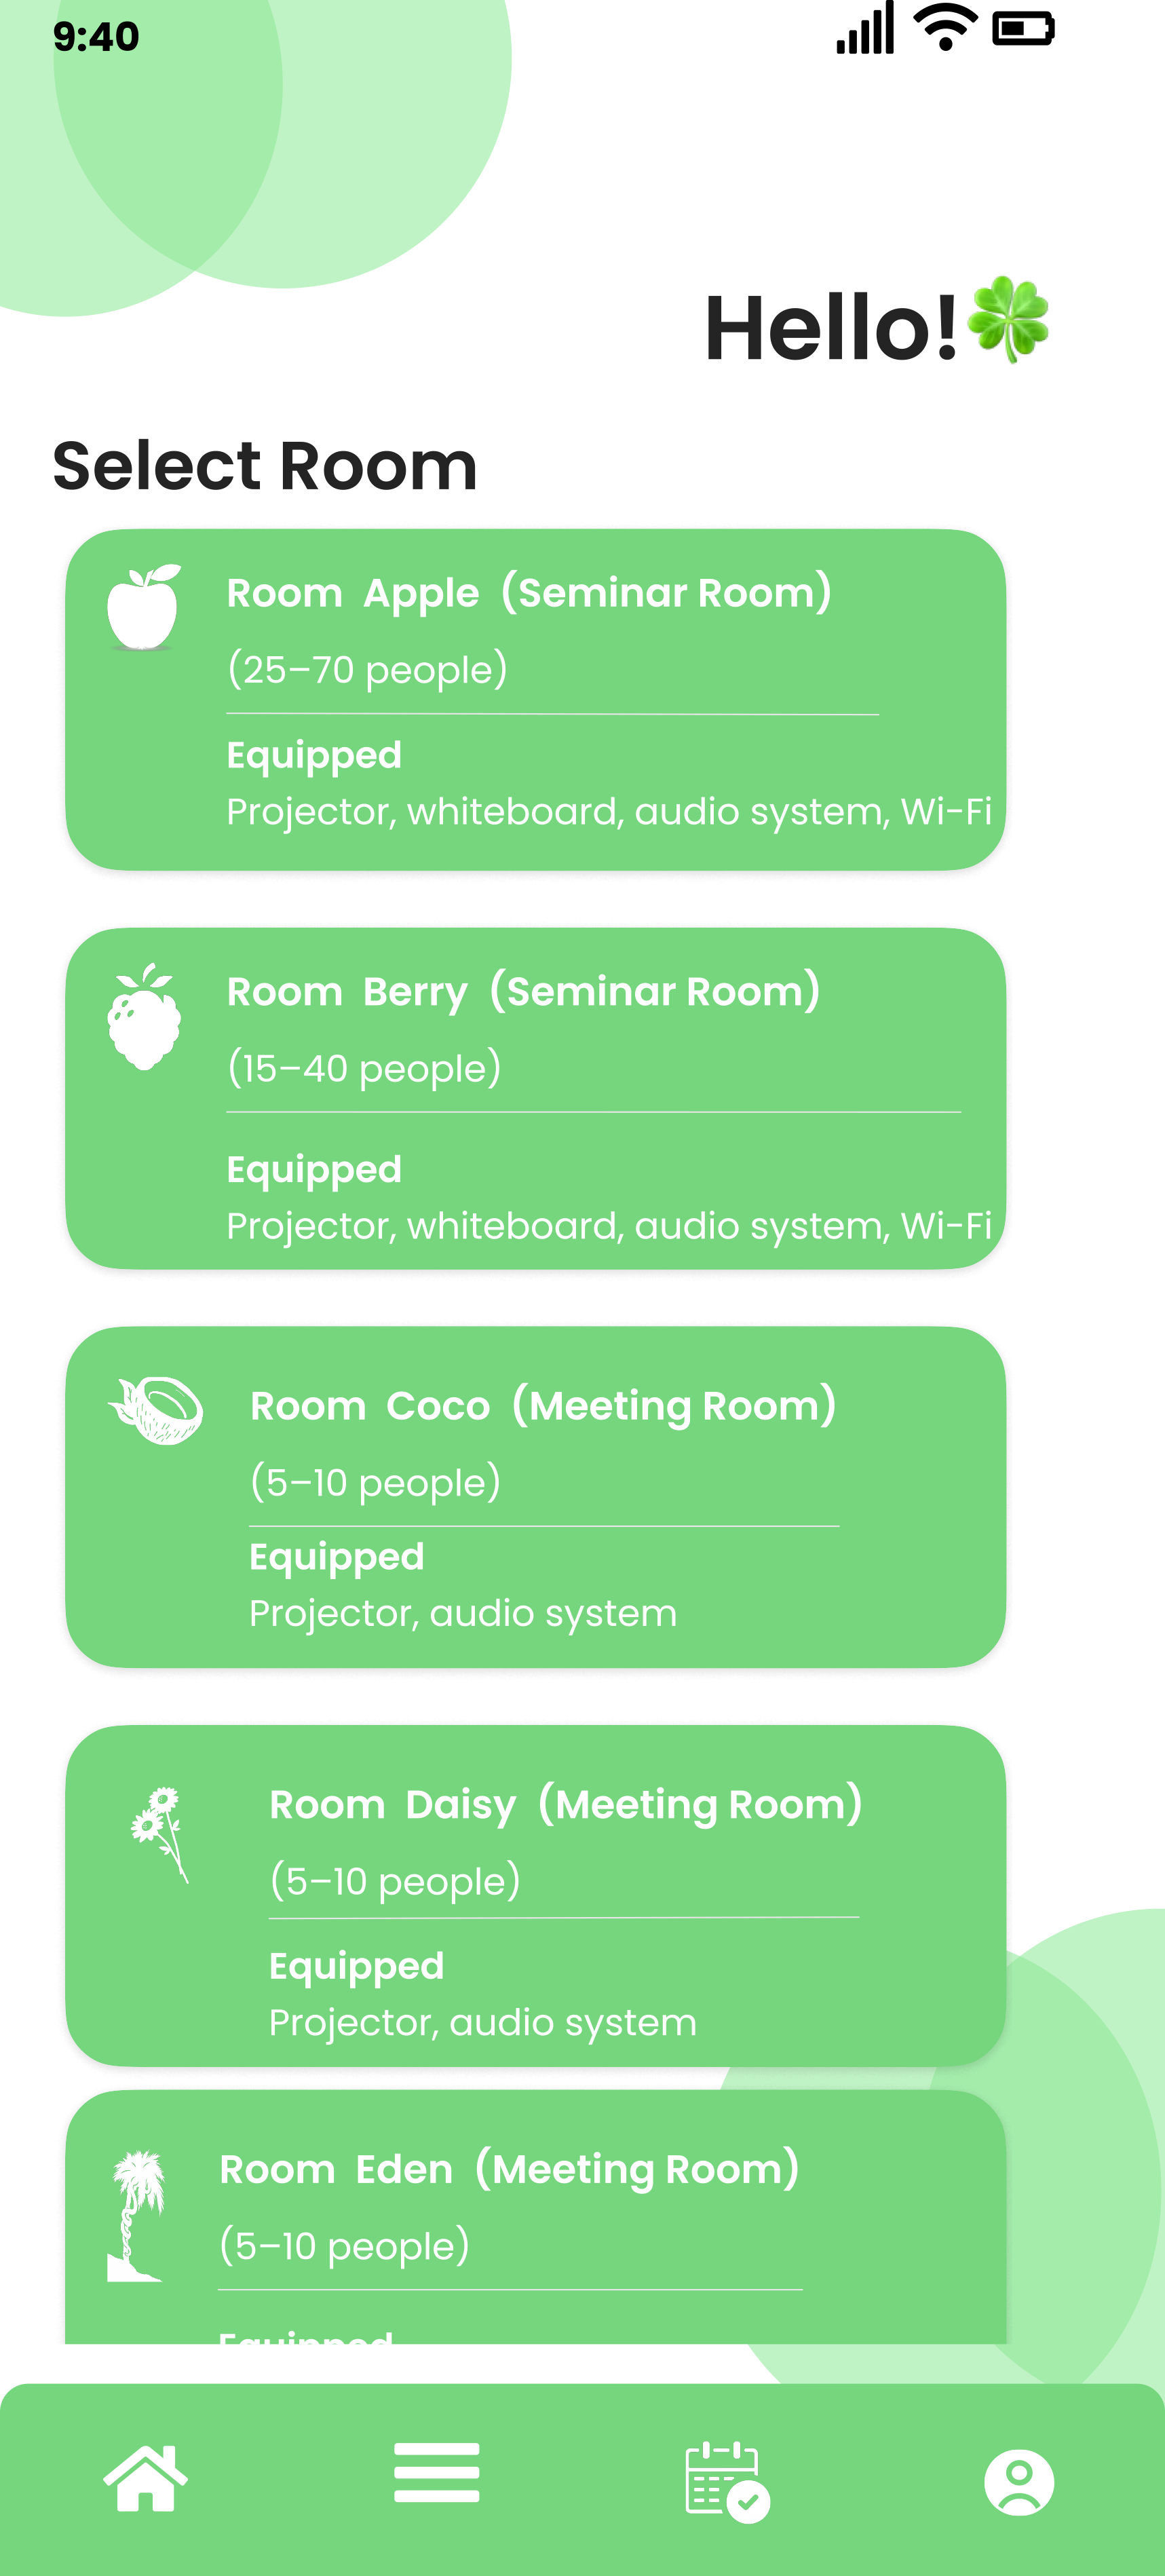 9:40
Hello!
Select Room
Room Apple (Seminar Room)
(25–70 people)
Equipped
Projector, whiteboard, audio system, Wi-Fi
Room Berry (Seminar Room)
(15–40 people)
Equipped
Projector, whiteboard, audio system, Wi-Fi
Room Coco (Meeting Room)
(5–10 people)
Equipped
Projector, audio system
Room Daisy (Meeting Room)
(5–10 people)
Equipped
Projector, audio system
Room Eden (Meeting Room)
(5–10 people)
Equipped